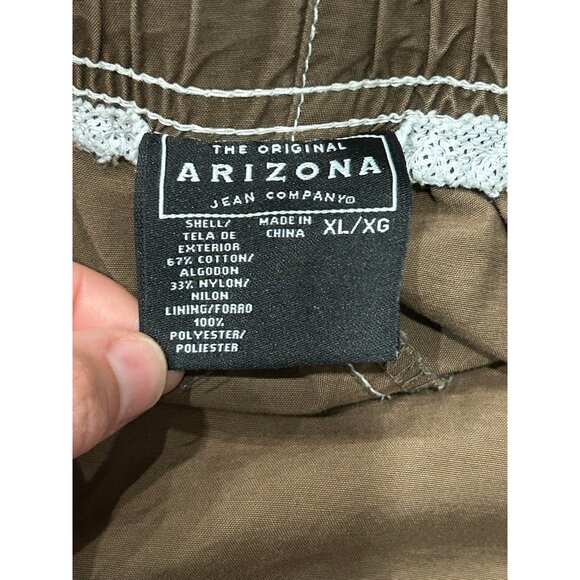 THE ORIGINAL
ARIZONA
JEAN COMPANY®
SHELL/
TELA DE
EXTERIOR
67% COTTON/
ALGODON
33% NYLON/
NILON
LINING/FORRO
100%
POLYESTER/
POLIESTER
MADE IN
CHINA
XL/XG